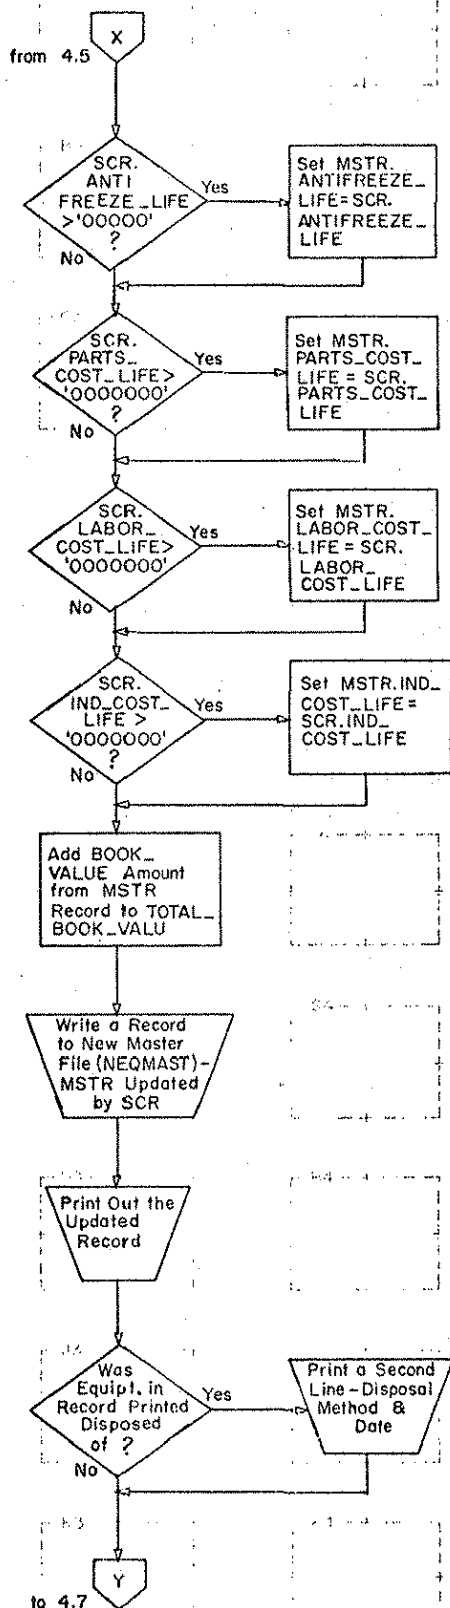 X
from 4.5
SCR.
ANTI
FREEZE_LIFE
>'00000'
?
Yes
No
Set MSTR.
ANTIFREEZE_
LIFE=SCR.
ANTIFREEZE_
LIFE
SCR.
PARTS_
COST_LIFE>
'0000000'
?
Yes
No
Set MSTR.
PARTS_COST_
LIFE = SCR.
PARTS_COST_
LIFE
SCR.
LABOR_
COST_LIFE>
'0000000'
Yes
No
Set MSTR.
LABOR_COST_
LIFE = SCR.
LABOR_
COST_LIFE
SCR.
IND_COST_
LIFE >
'0000000'
?
Yes
No
Set MSTR.IND_
COST_LIFE=
SCR.IND_
COST_LIFE
Add BOOK_
VALUE Amount
from MSTR
Record to TOTAL_
BOOK_VALU
Write a Record
to New Master
File (NEQMAST)-
MSTR Updated
by SCR
Print Out the
Updated
Record
Was
Equipt. in
Record Printed
Disposed
of ?
Yes
No
Print a Second
Line-Disposal
Method &
Date
Y
to 4.7